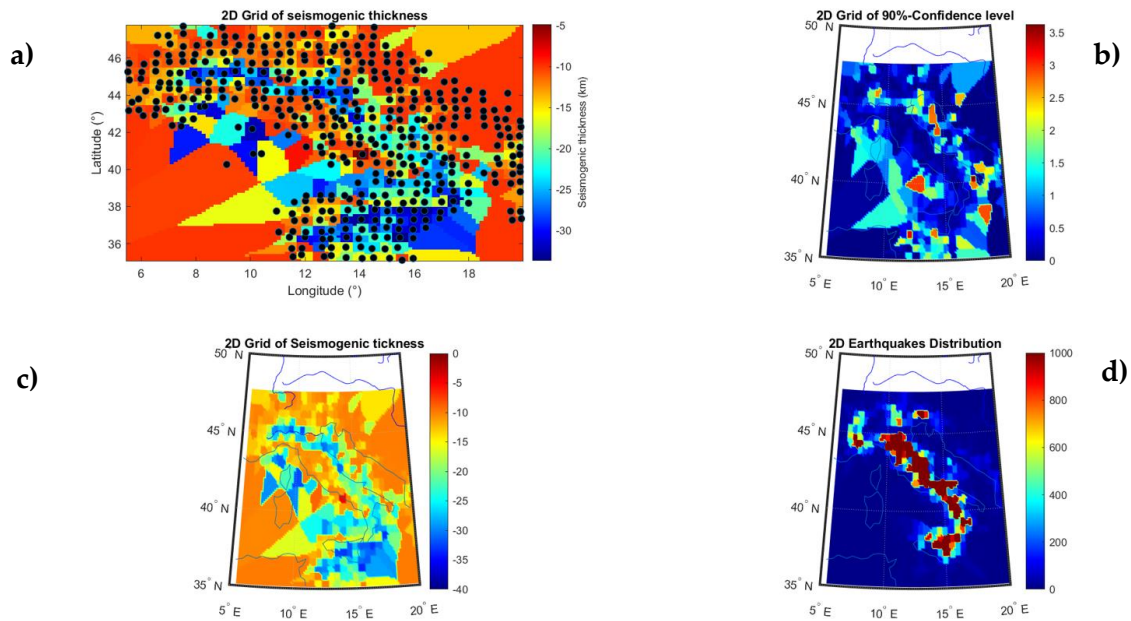 a)
2D Grid of seismogenic thickness
46
44
42
40
38
36
Latitude (°)
6 8 10 12 14 16 18
Longitude (°)
-5
-10
-15
-20
-25
-30
Seismogenic thickness (km)
b)
2D Grid of 90%-Confidence level
50° N
45° N
40° N
35° N
5° E 10° E 15° E 20° E
3.5
3
2.5
2
1.5
1
0.5
0
c)
2D Grid of Seismogenic tickness
50° N
45° N
40° N
35° N
5° E 10° E 15° E 20° E
0
-5
-10
-15
-20
-25
-30
-35
-40
d)
2D Earthquakes Distribution
50° N
45° N
40° N
35° N
5° E 10° E 15° E 20° E
1000
800
600
400
200
0